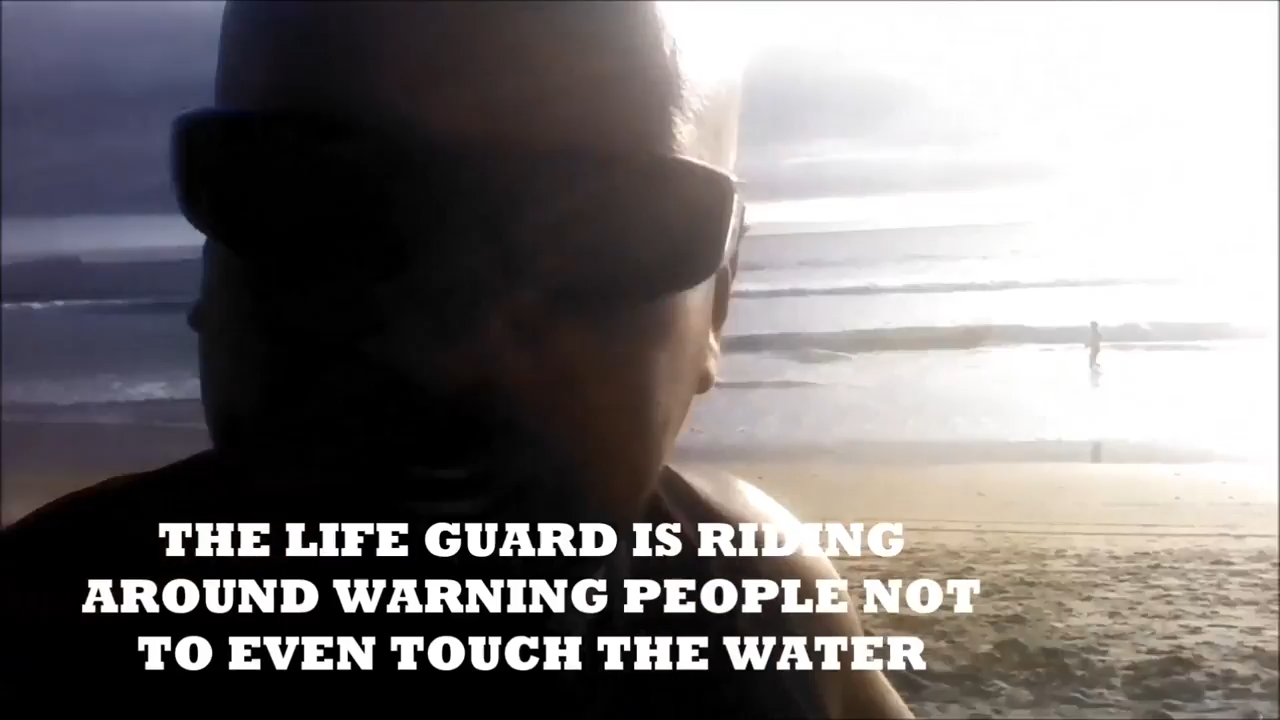 THE LIFE GUARD IS RIDING
AROUND WARNING PEOPLE NOT
TO EVEN TOUCH THE WATER